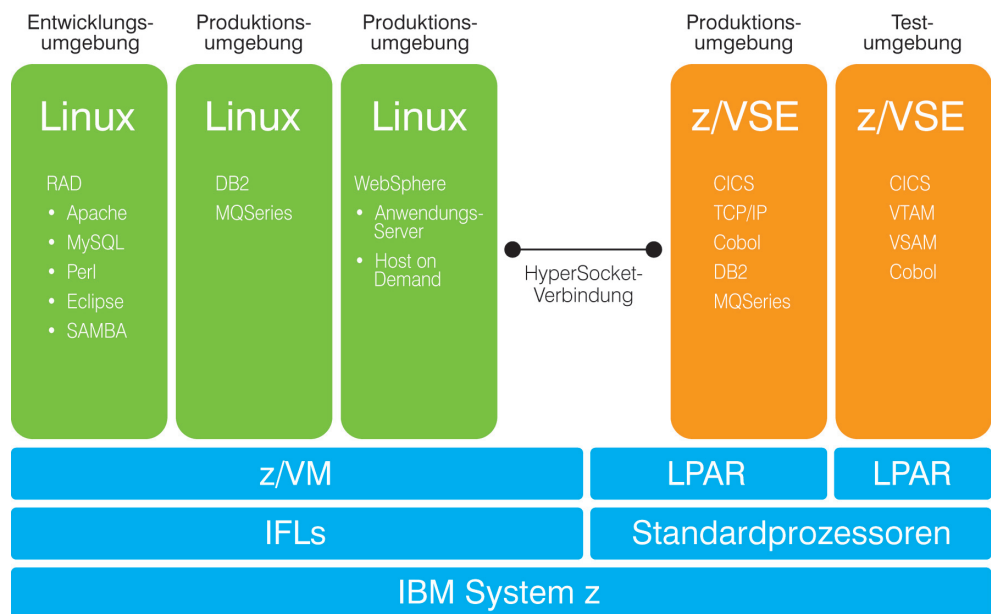 Entwicklungs-
umgebung
Produktions-
umgebung
Produktions-
umgebung
Produktions-
umgebung
Test-
umgebung
Linux
RAD
• Apache
• MySQL
• Perl
• Eclipse
• SAMBA
Linux
DB2
MQSeries
Linux
WebSphere
• Anwendungs-
Server
• Host on
Demand
HyperSocket-
Verbindung
z/VSE
CICS
TCP/IP
Cobol
DB2
MQSeries
z/VSE
CICS
VTAM
VSAM
Cobol
z/VM
LPAR
LPAR
IFLs
Standardprozessoren
IBM System z